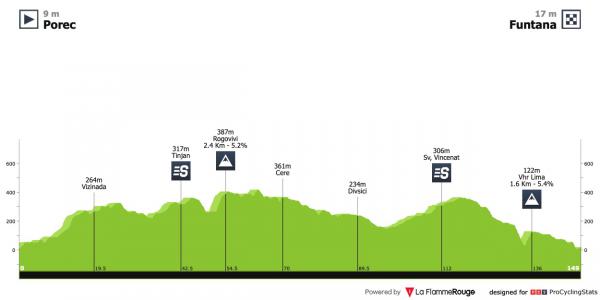 9 m
Porec
17 m
Funtana
387m
Rogovivi
2.4 Km - 5.2%
317m
Tinjan
306m
Sv, Vincenat
361m
Cere
122m
Vhr Lima
1.6 Km - 5.4%
264m
Vizinada
234m
Divsici
600
400
200
0
600
400
200
0
0
19.5
42.5
54.5
70
89.5
112
136
149
Powered by La FlammeRouge
designed for PCS ProCyclingStats